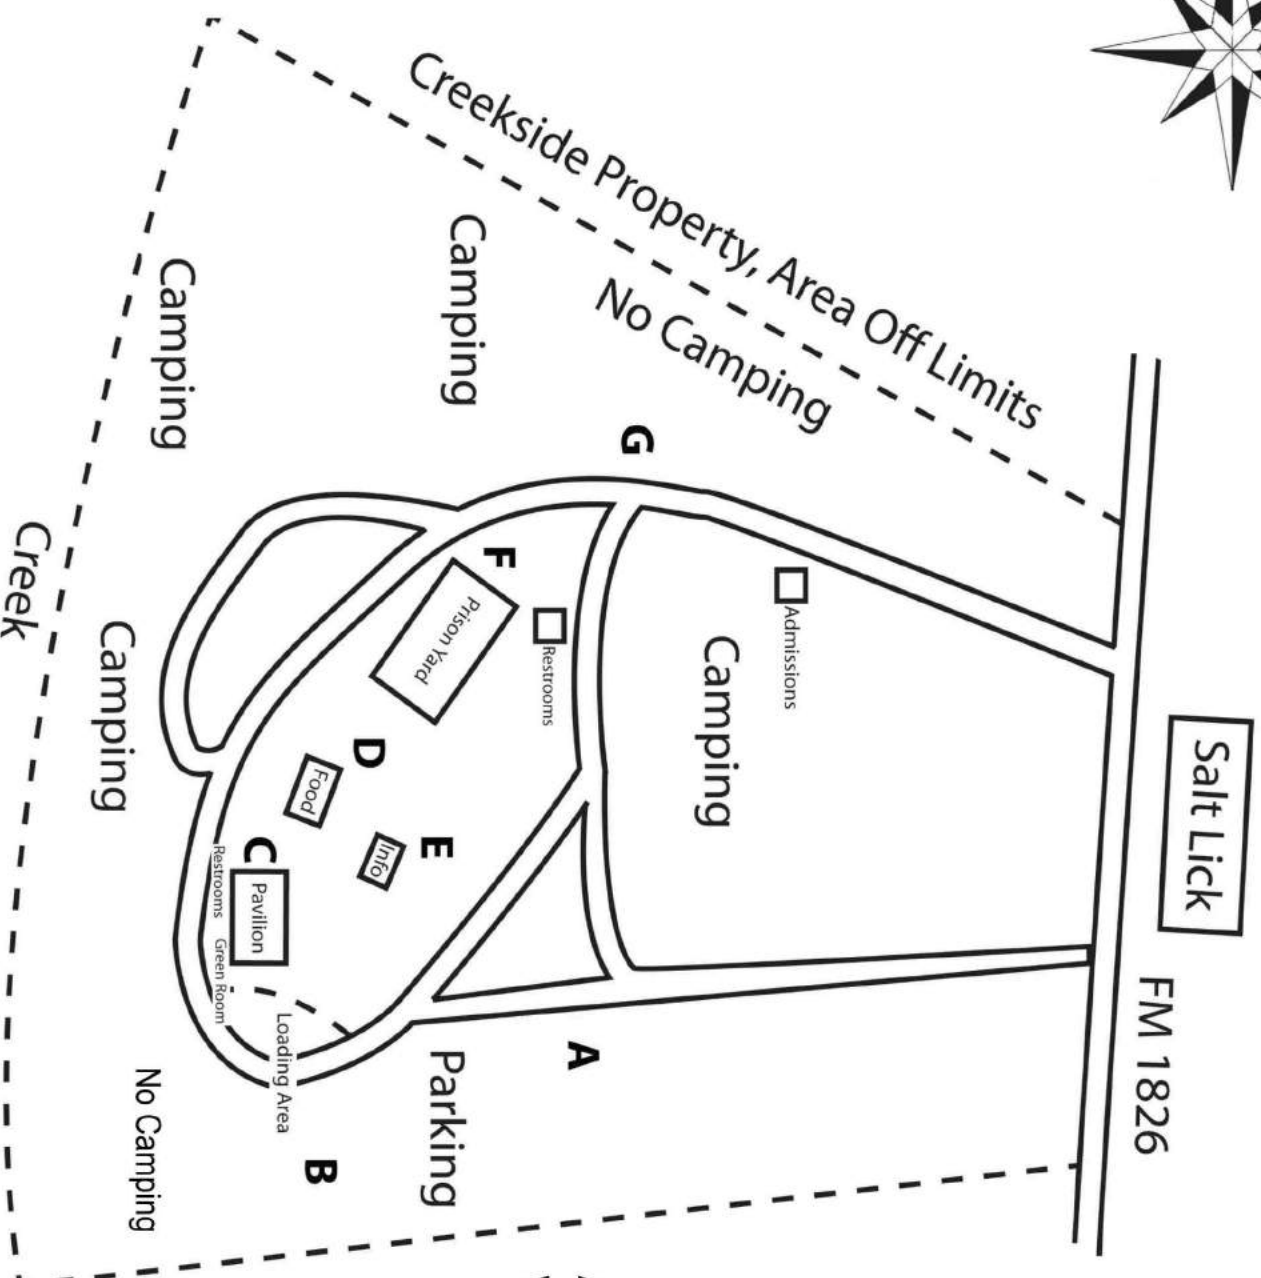 Salt Lick
FM 1826
Creekside Property, Area Off Limits
No Camping
Admissions
Camping
Camping
G
A
Restrooms
F
Prison Yard
Parking
E
Info
D
Food
B
C
Pavilion
Loading Area
Restrooms
Green Room
Camping
Camping
No Camping
Creek